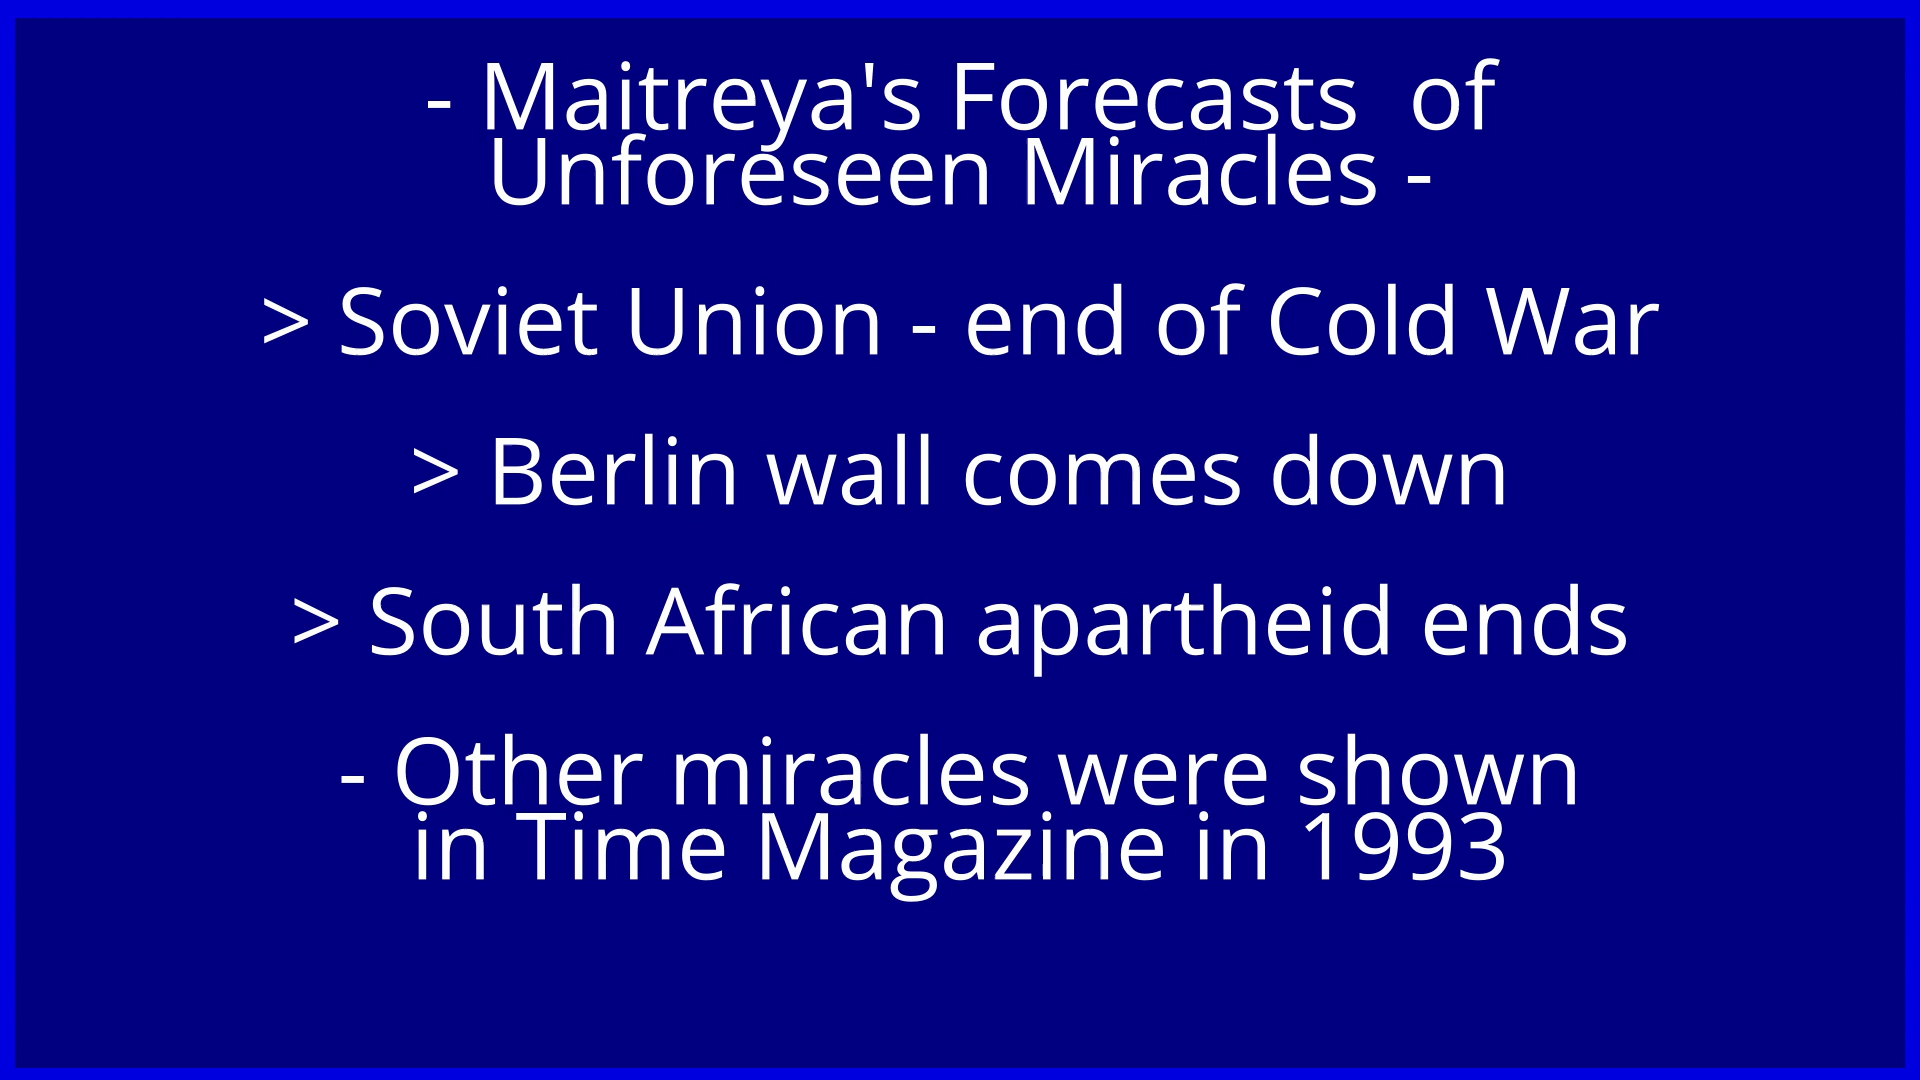 - Maitreya's Forecasts  of
Unforeseen Miracles -
> Soviet Union - end of Cold War
> Berlin wall comes down
> South African apartheid ends
- Other miracles were shown
in Time Magazine in 1993